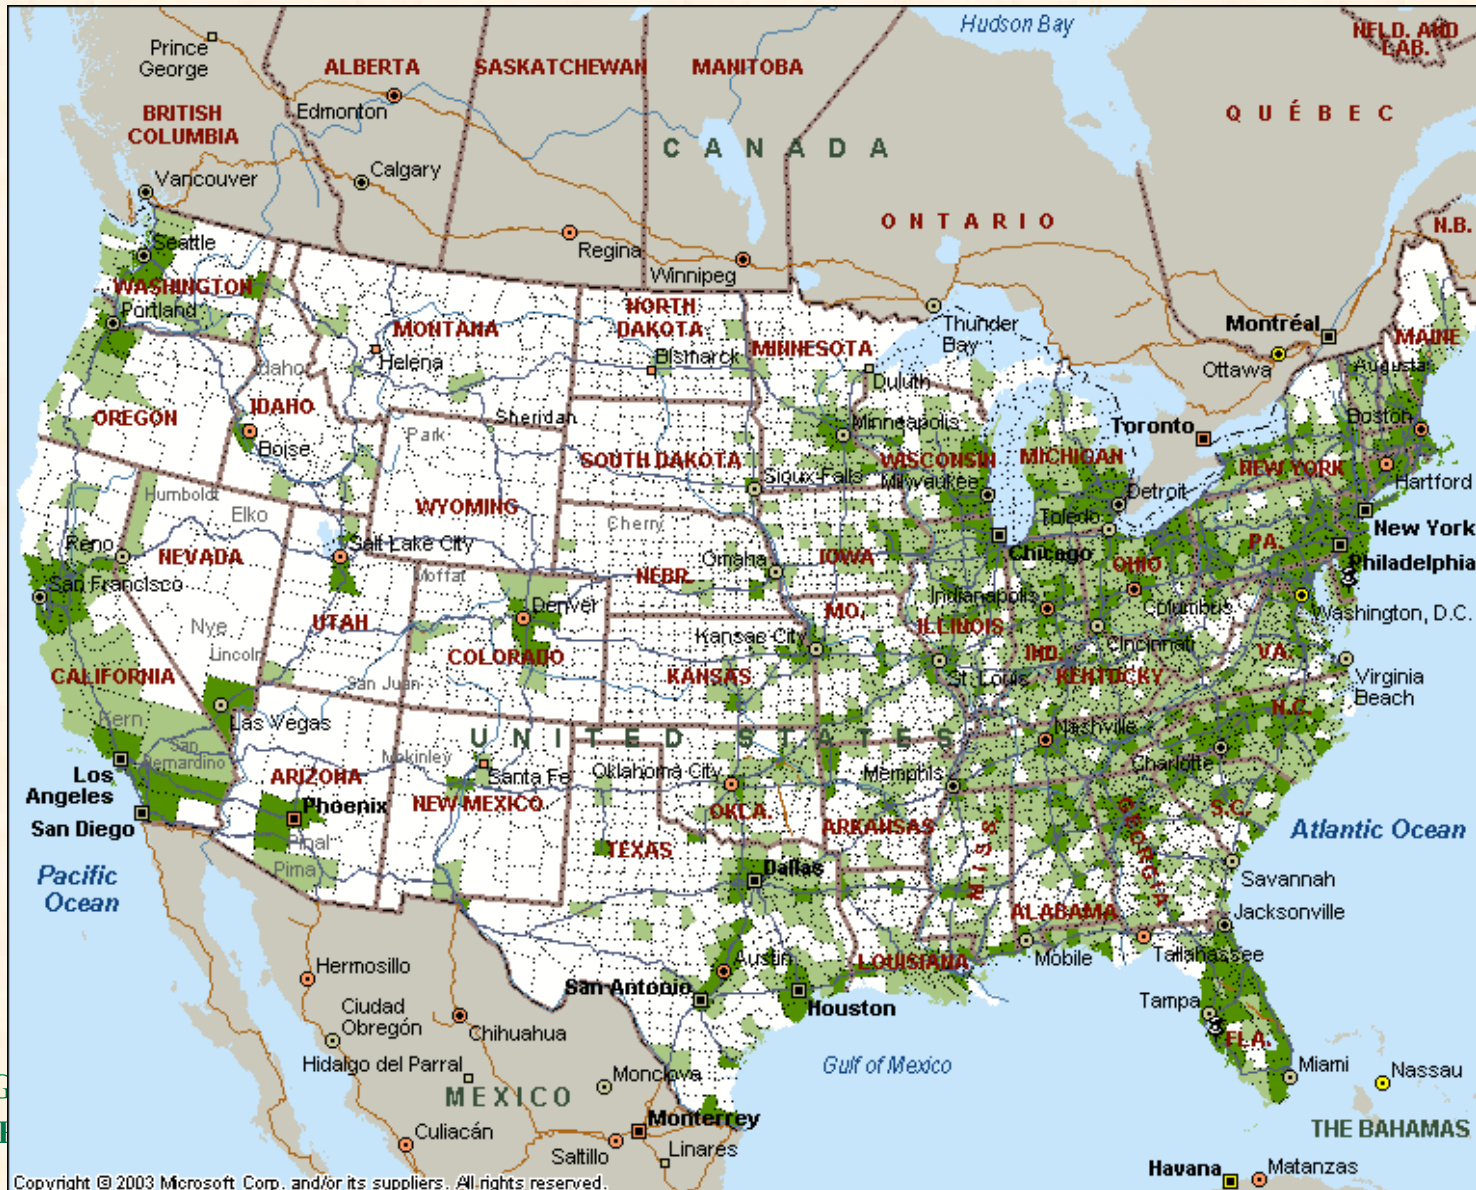 Hudson Bay
NFLD. AND
LAB.
Prince
George
ALBERTA
SASKATCHEWAN
MANITOBA
Edmonton
BRITISH
COLUMBIA
QUÉBEC
CANADA
Calgary
Vancouver
ONTARIO
N.B.
Regina
Winnipeg
Seattle
WASHINGTON
Portland
MONTANA
Helena
NORTH
DAKOTA
Bismarck
MINNESOTA
Duluth
Thunder
Bay
Montréal
Ottawa
MAINE
Augusta
Idaho
IDAHO
Boise
OREGON
Sheridan
Park
SOUTH DAKOTA
Sioux Falls
Minneapolis
WISCONSIN
Milwaukee
MICHIGAN
Toronto
Boston
NEW YORK
Hartford
Detroit
Toledo
Humboldt
Elko
WYOMING
Cherry
New York
Reno
NEVADA
Salt Lake City
Moffat
NEBR.
Omaha
IOWA
Chicago
OHIO
PA.
Philadelphia
San Francisco
Denver
MO.
Indianapolis
Columbus
Washington, D.C.
Nye
Lincoln
UTAH
COLORADO
Kansas City
ILLINOIS
Cincinnati
IND.
VA.
CALIFORNIA
San Juan
KANSAS
St. Louis
KENTUCKY
Virginia
Beach
Kern
Las Vegas
N.C.
San
Bernardino
UNITED STATES
Nashville
Mckinley
Charlotte
Los
Angeles
ARIZONA
Santa Fe
Oklahoma City
Memphis
Phoenix
NEW MEXICO
OKLA.
ARKANSAS
GEORGIA
S.C.
San Diego
Pinal
Pima
TEXAS
Dallas
MISS.
Atlantic Ocean
Pacific
Ocean
Savannah
ALABAMA
Jacksonville
Hermosillo
Austin
LOUISIANA
Mobile
Tallahassee
San Antonio
Houston
Tampa
Ciudad
Obregón
Chihuahua
FLA.
Hidalgo del Parral
Monclova
Gulf of Mexico
Miami
Nassau
MEXICO
Monterrey
THE BAHAMAS
Culiacán
Saltillo
Linares
Havana
Matanzas
Copyright © 2003 Microsoft Corp. and/or its suppliers. All rights reserved.